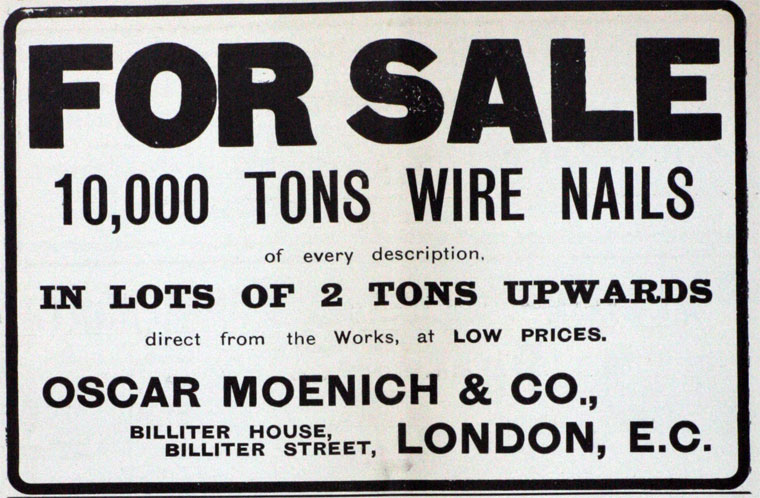 FOR SALE
10,000 TONS WIRE NAILS
of every description,
IN LOTS OF 2 TONS UPWARDS
direct from the Works, at LOW PRICES.
OSCAR MOENICH & CO.,
BILLITER HOUSE,
BILLITER STREET, LONDON, E.C.